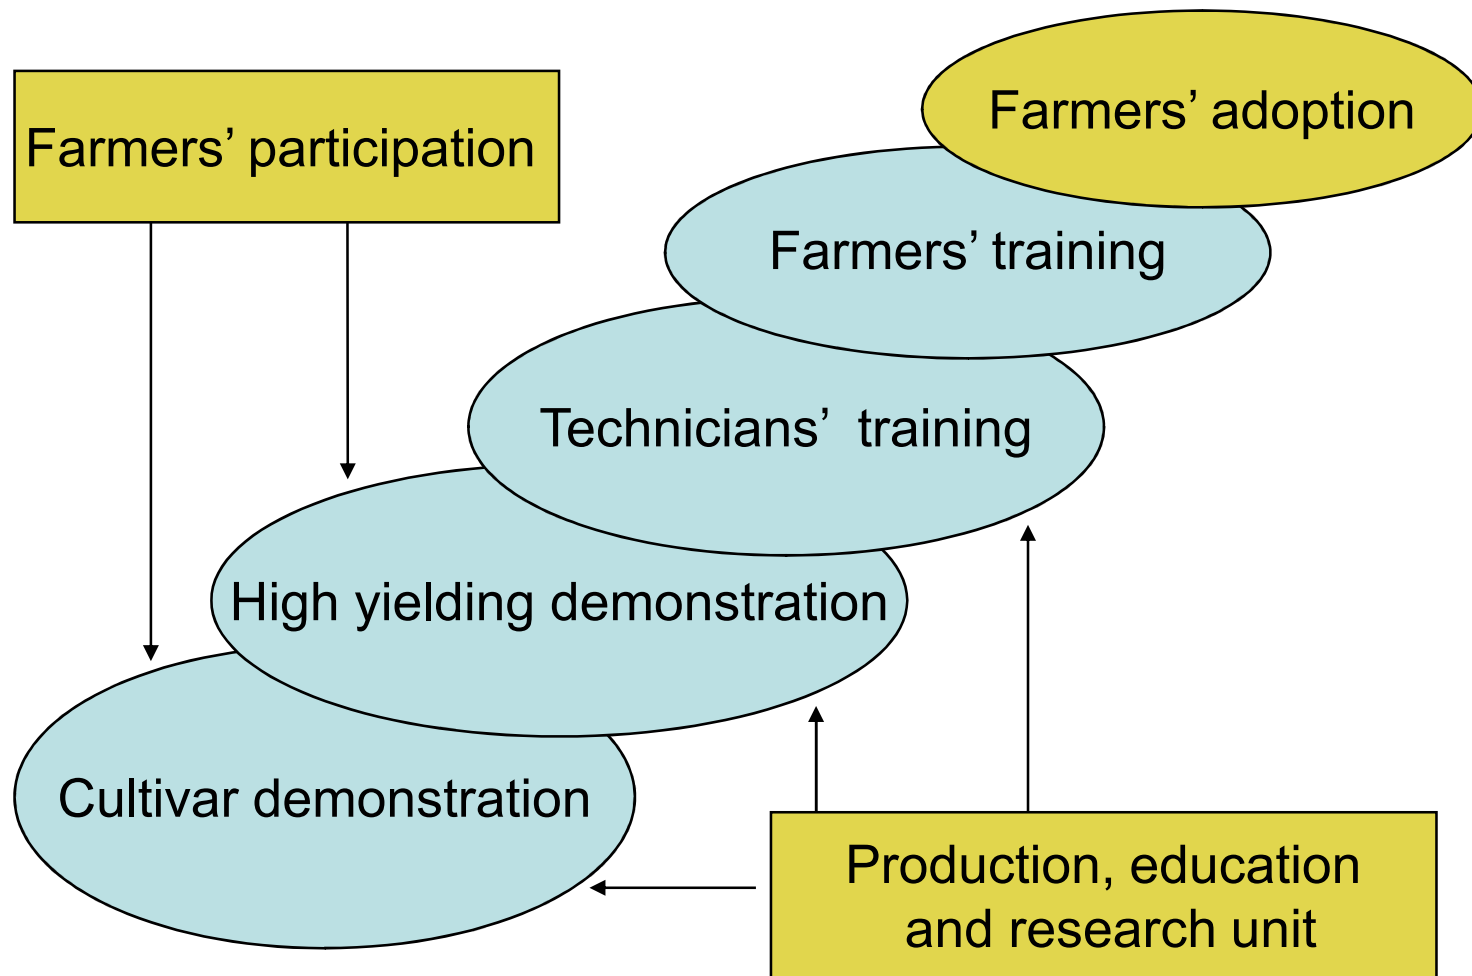 Farmers’ adoption
Farmers’ participation
Farmers’ training
Technicians’  training
High yielding demonstration
Cultivar demonstration
Production, education
and research unit